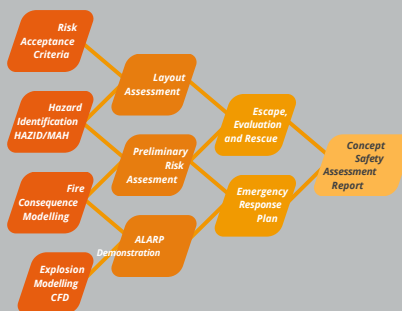 Risk
Acceptance
Criteria
Hazard
Identification
HAZID/MAH
Fire
Consequence
Modelling
Explosion
Modelling
CFD
Layout
Assessment
Preliminary
Risk
Assesment
ALARP
Demonstration
Escape,
Evaluation
and Rescue
Emergency
Response
Plan
Concept
Safety
Assessment
Report